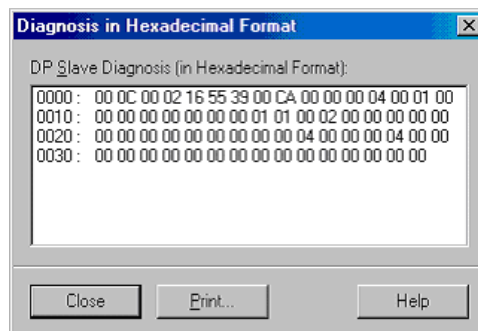 Diagnosis in Hexadecimal Format
DP Slave Diagnosis (in Hexadecimal Format):
0000 : 00 0C 00 02 16 55 39 00 CA 00 00 00 04 00 01 00
0010 : 00 00 00 00 00 00 00 01 01 00 02 00 00 00 00 00
0020 : 00 00 00 00 00 00 00 00 00 04 00 00 00 04 00 00
0030 : 00 00 00 00 00 00 00 00 00 00 00 00 00 00 00
Close
Print...
Help